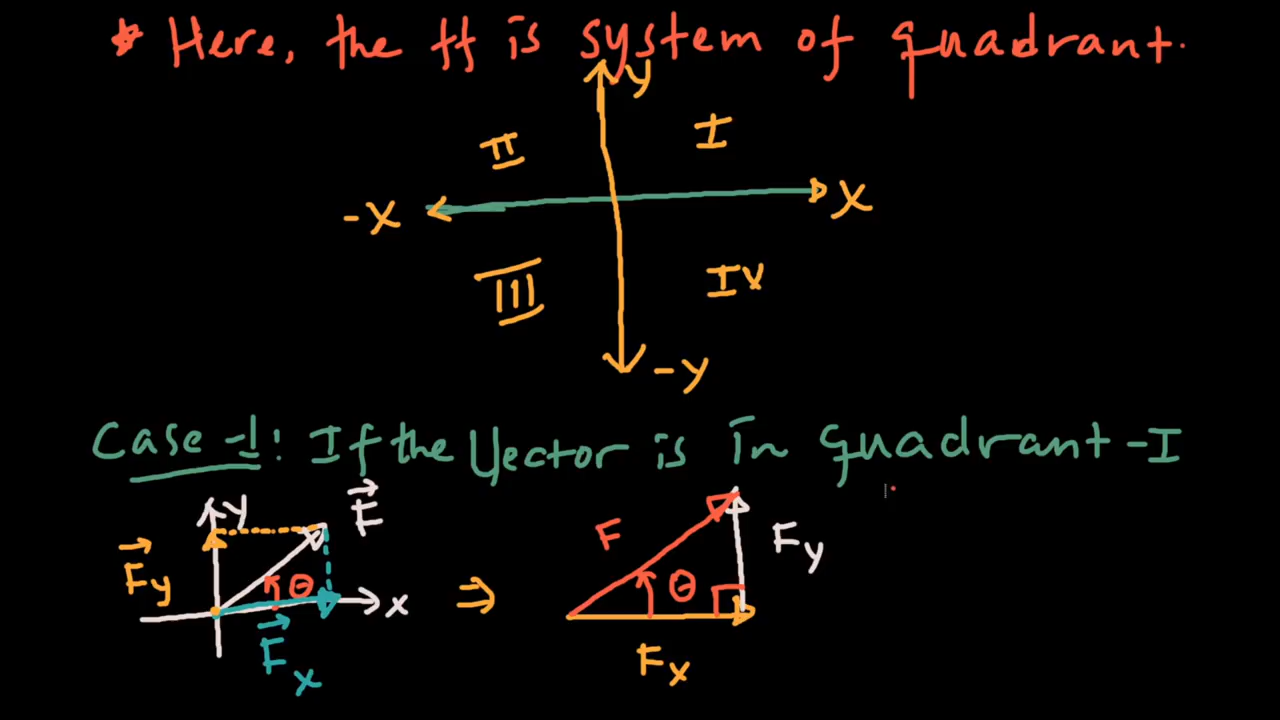 * Here, the ff is system of quadrant.
y
II I
-X X
III IV
-y
Case -1: If the Vector is in quadrant -I
y F
Fy θ x
Fx
⇒
F θ Fy
Fx